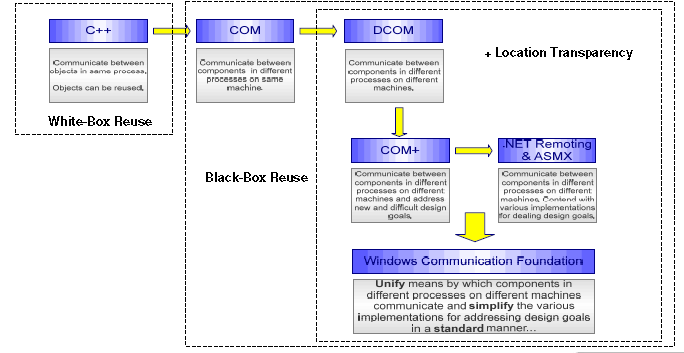 C++
COM
DCOM
+ Location Transparency
Communicate between
objects in same process.
Objects can be reused.
Communicate between
components in different
processes on same
machine.
Communicate between
components in different
processes on different
machines.
White-Box Reuse
Black-Box Reuse
COM+
.NET Remoting
& ASMX
Communicate between
components in different
processes on different
machines and address
new and difficult design
goals.
Communicate between
components in different
processes on different
machines. Contend with
various implementations
for dealing design goals.
Windows Communication Foundation
Unify means by which components in
different processes on different machines
communicate and simplify the various
implementations for addressing design goals
in a standard manner...